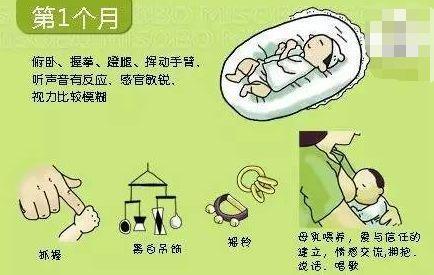 第1个月
俯卧、握拳、蹬腿、挥动手臂、
听声音有反应、感官敏锐、
视力比较模糊
抓握
黑白吊饰
摇铃
母乳喂养，爱与信任的
建立，情感交流，拥抱、
说话、唱歌